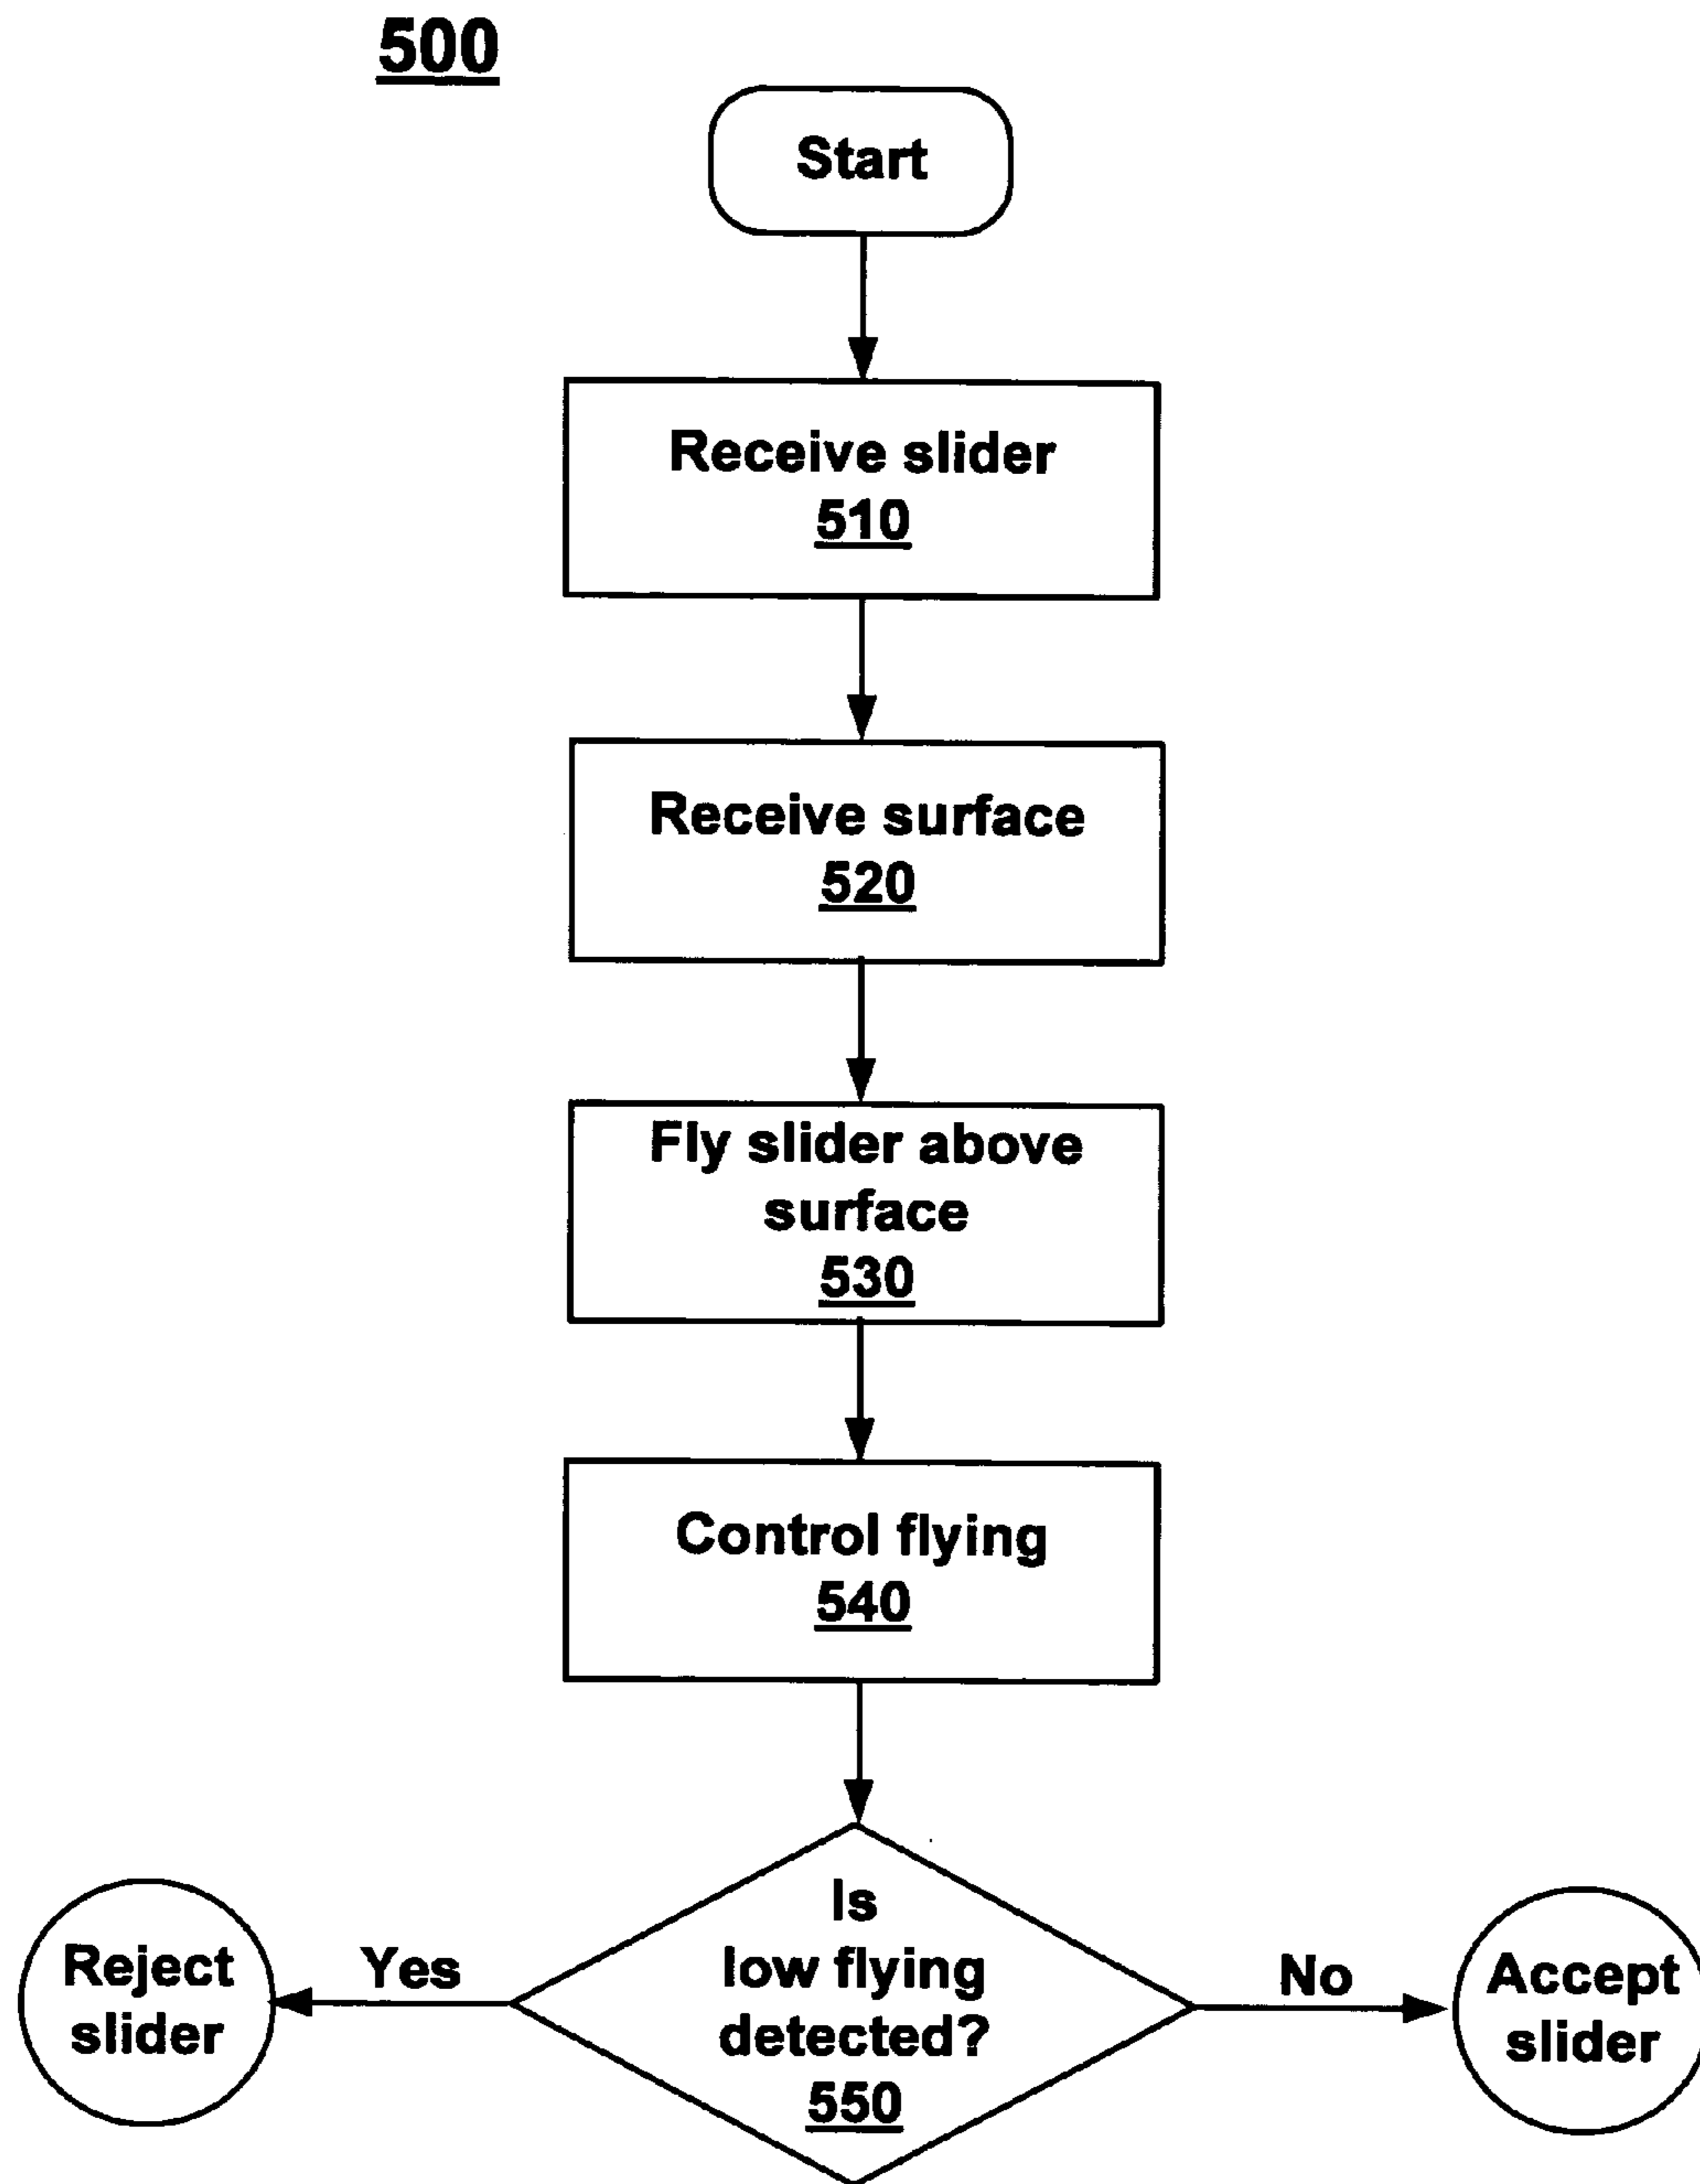 500
Start
Receive slider
510
Receive surface
520
Fly slider above
surface
530
Control flying
540
Is
low flying
detected?
550
Yes
Reject
slider
No
Accept
slider